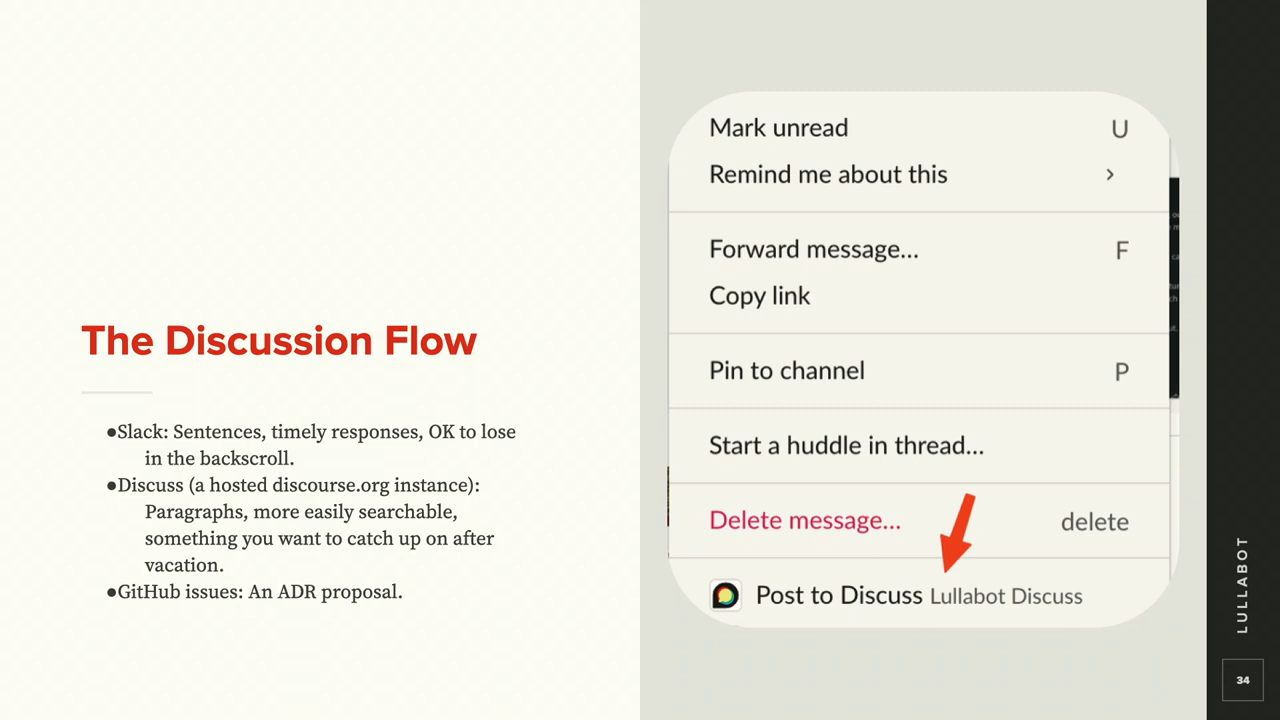 The Discussion Flow
●Slack: Sentences, timely responses, OK to lose
in the backscroll.
●Discuss (a hosted discourse.org instance):
Paragraphs, more easily searchable,
something you want to catch up on after
vacation.
●GitHub issues: An ADR proposal.
Mark unread U
Remind me about this ›
Forward message... F
Copy link
Pin to channel P
Start a huddle in thread...
Delete message... delete
Post to Discuss Lullabot Discuss
LULLABOT
34